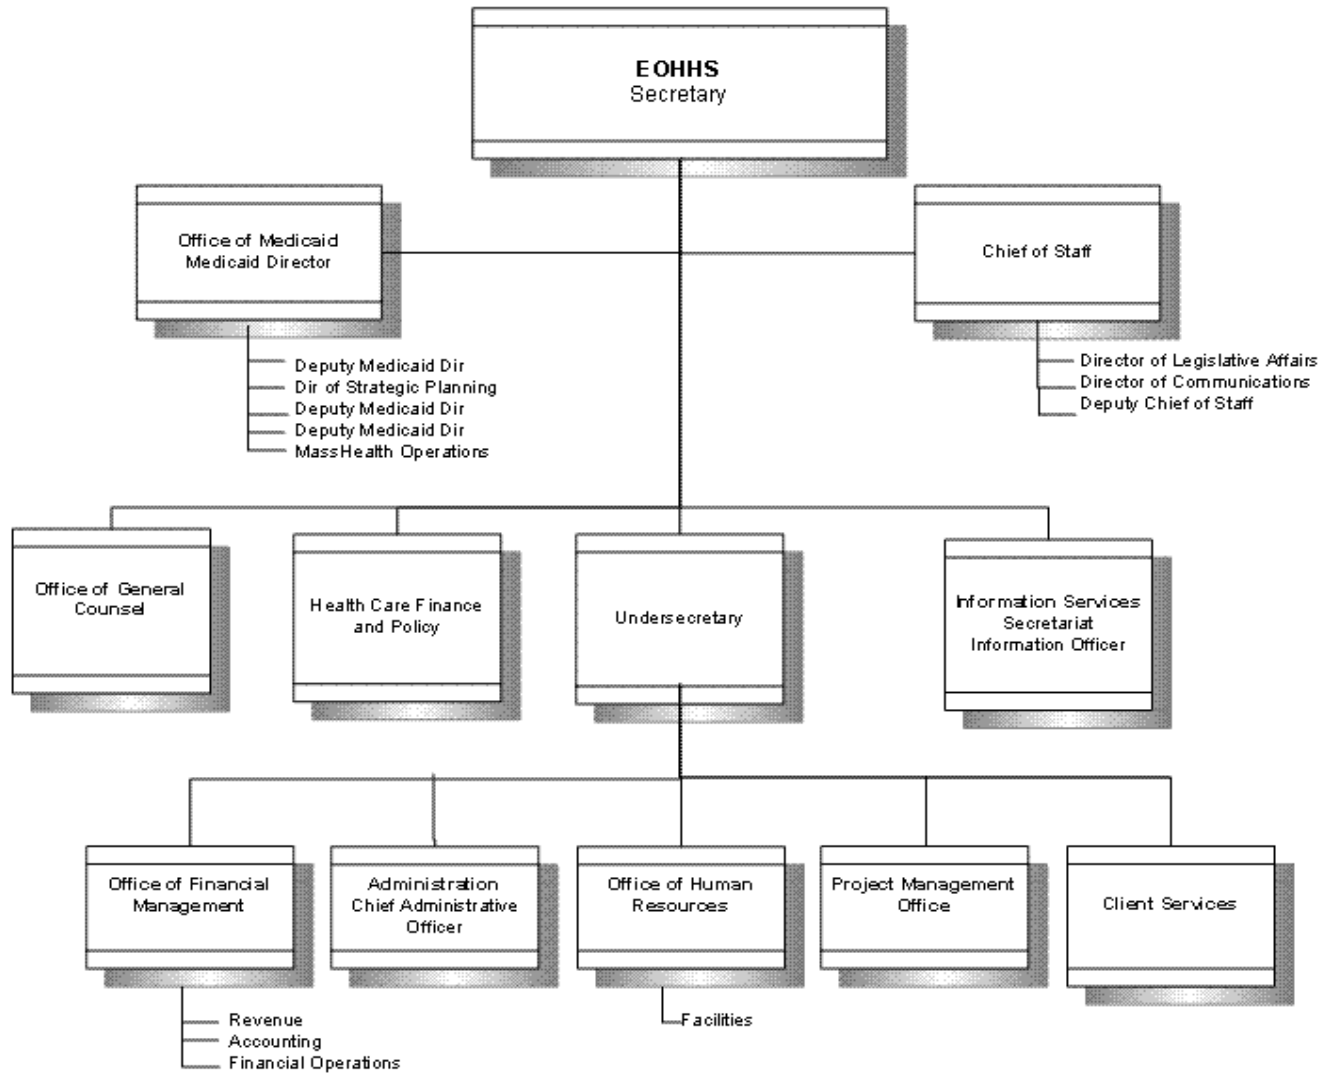 EOHHS
Secretary
Office of Medicaid
Medicaid Director
Chief of Staff
Deputy Medicaid Dir
Dir of Strategic Planning
Deputy Medicaid Dir
Deputy Medicaid Dir
MassHealth Operations
Director of Legislative Affairs
Director of Communications
Deputy Chief of Staff
Office of General
Counsel
Health Care Finance
and Policy
Undersecretary
Information Services
Secretariat
Information Officer
Office of Financial
Management
Administration
Chief Administrative
Officer
Office of Human
Resources
Project Management
Office
Client Services
Revenue
Accounting
Financial Operations
Facilities